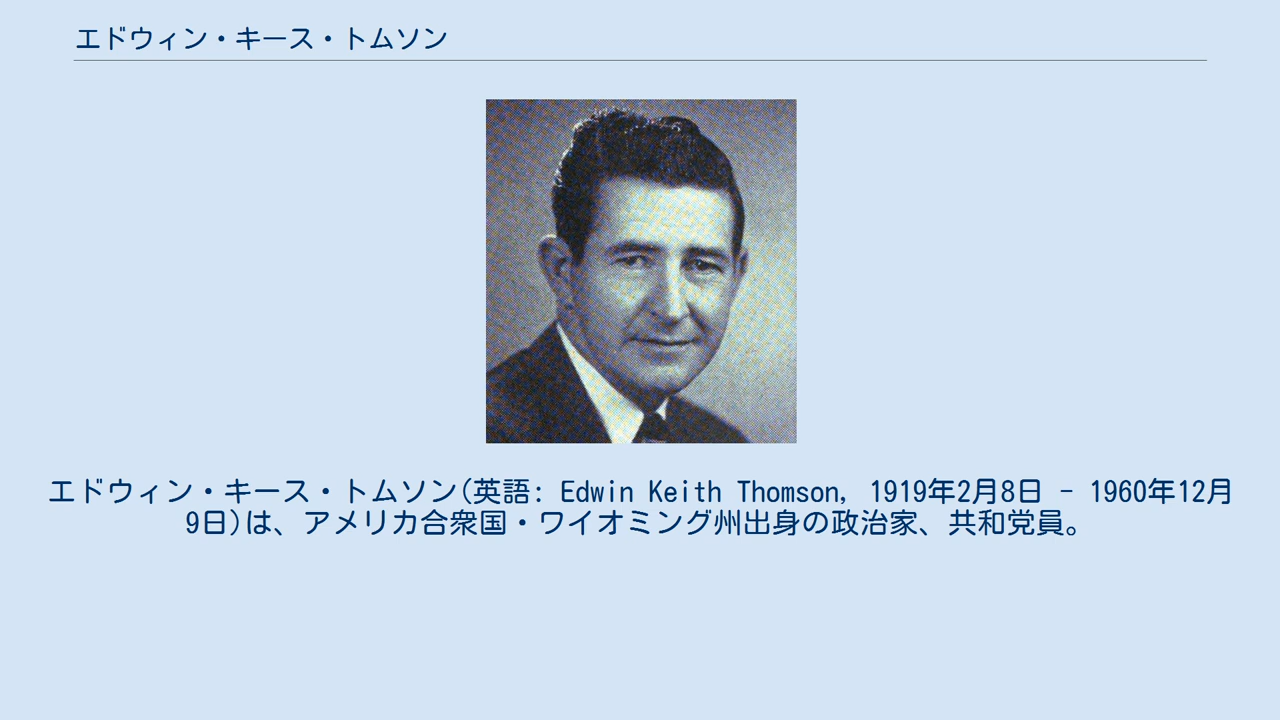 エドウィン・キース・トムソン
エドウィン・キース・トムソン(英語: Edwin Keith Thomson, 1919年2月8日 - 1960年12月
9日)は、アメリカ合衆国・ワイオミング州出身の政治家、共和党員。